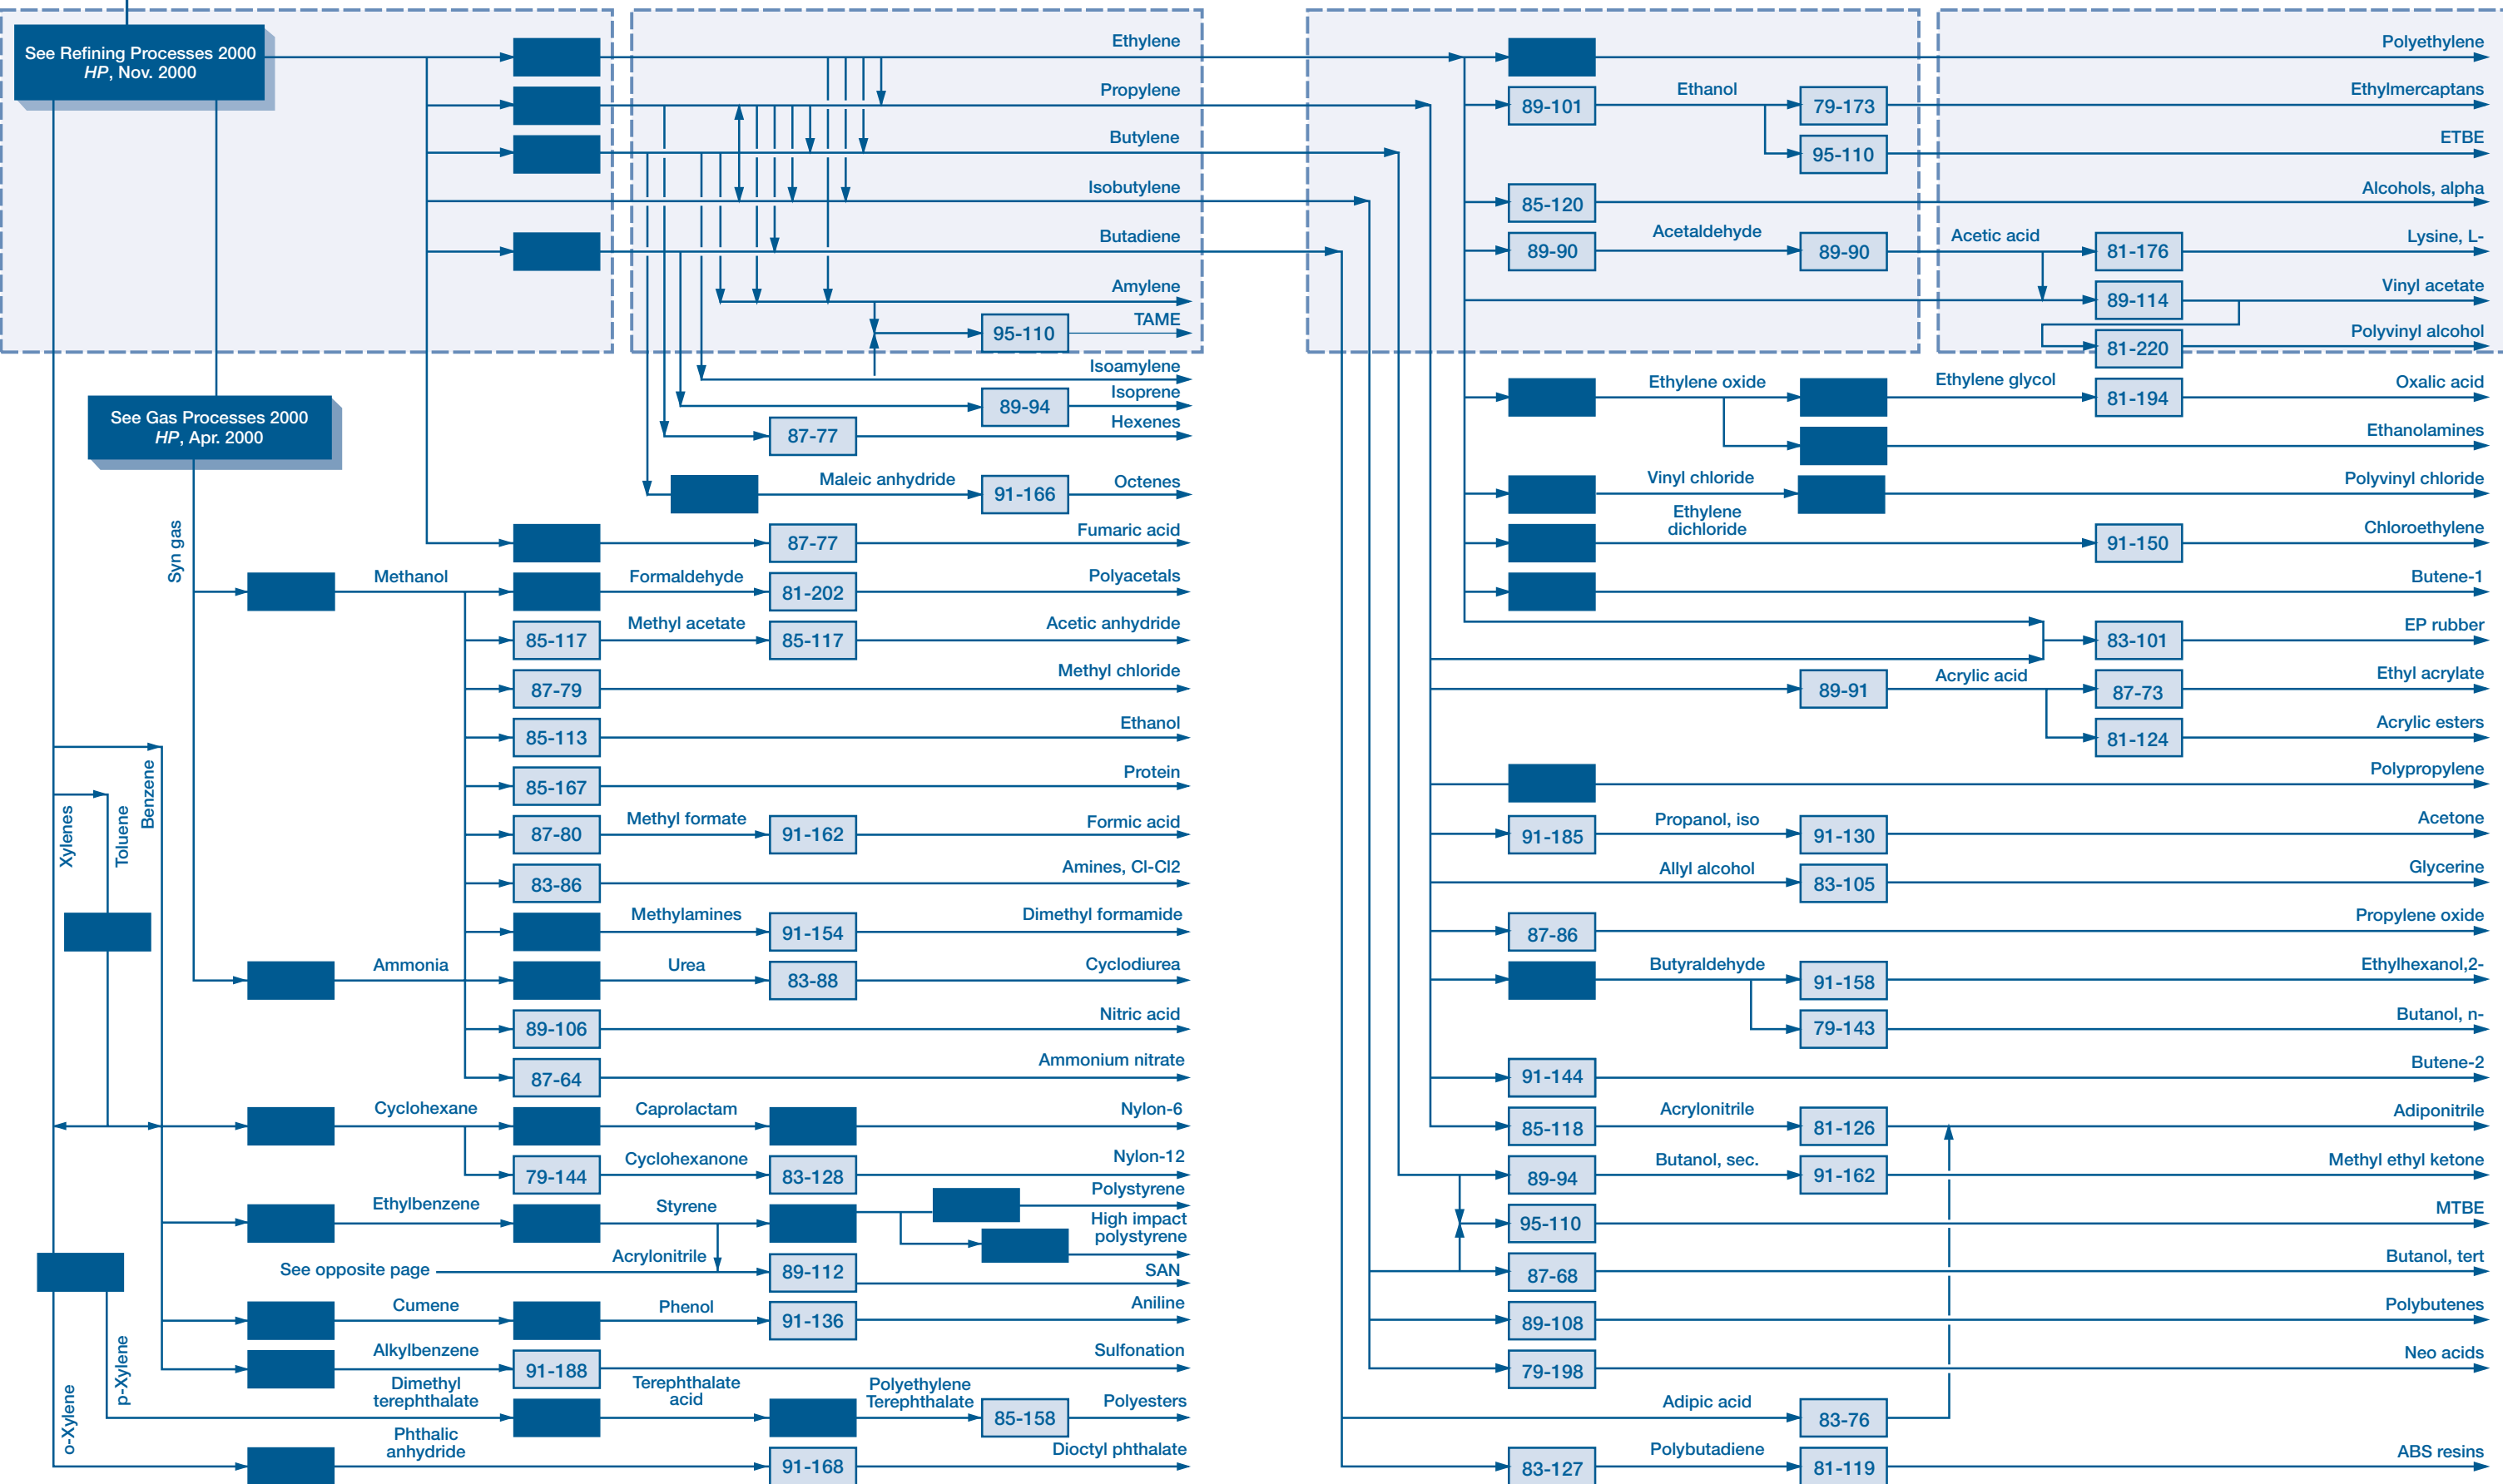 See Refining Processes 2000
HP, Nov. 2000
See Gas Processes 2000
HP, Apr. 2000
Ethylene
Propylene
Butylene
Isobutylene
Butadiene
Amylene
TAME
95-110
Isoamylene
Isoprene
89-94
Hexenes
87-77
Maleic anhydride
91-166
Octenes
Syn gas
87-77
Fumaric acid
Methanol
Formaldehyde
81-202
Polyacetals
85-117
Methyl acetate
85-117
Acetic anhydride
87-79
Methyl chloride
85-113
Ethanol
85-167
Protein
87-80
Methyl formate
91-162
Formic acid
83-86
Amines, Cl-Cl2
Methylamines
91-154
Dimethyl formamide
Ammonia
Urea
83-88
Cyclodiurea
89-106
Nitric acid
87-64
Ammonium nitrate
Xylenes
Toluene
Benzene
Cyclohexane
Caprolactam
Nylon-6
79-144
Cyclohexanone
83-128
Nylon-12
Ethylbenzene
Styrene
Polystyrene
High impact
polystyrene
See opposite page
Acrylonitrile
89-112
SAN
Cumene
Phenol
91-136
Aniline
Alkylbenzene
91-188
Sulfonation
p-Xylene
o-Xylene
Dimethyl
terephthalate
Terephthalate
acid
Polyethylene
Terephthalate
85-158
Polyesters
Phthalic
anhydride
91-168
Dioctyl phthalate
Polyethylene
89-101
Ethanol
79-173
Ethylmercaptans
95-110
ETBE
85-120
Alcohols, alpha
89-90
Acetaldehyde
89-90
Acetic acid
81-176
Lysine, L-
89-114
Vinyl acetate
81-220
Polyvinyl alcohol
Ethylene oxide
Ethylene glycol
81-194
Oxalic acid
Ethanolamines
Vinyl chloride
Polyvinyl chloride
Ethylene
dichloride
91-150
Chloroethylene
Butene-1
83-101
EP rubber
89-91
Acrylic acid
87-73
Ethyl acrylate
81-124
Acrylic esters
Polypropylene
91-185
Propanol, iso
91-130
Acetone
Allyl alcohol
83-105
Glycerine
87-86
Propylene oxide
Butyraldehyde
91-158
Ethylhexanol,2-
79-143
Butanol, n-
91-144
Butene-2
85-118
Acrylonitrile
81-126
Adiponitrile
89-94
Butanol, sec.
91-162
Methyl ethyl ketone
95-110
MTBE
87-68
Butanol, tert
89-108
Polybutenes
79-198
Neo acids
Adipic acid
83-76
83-127
Polybutadiene
81-119
ABS resins